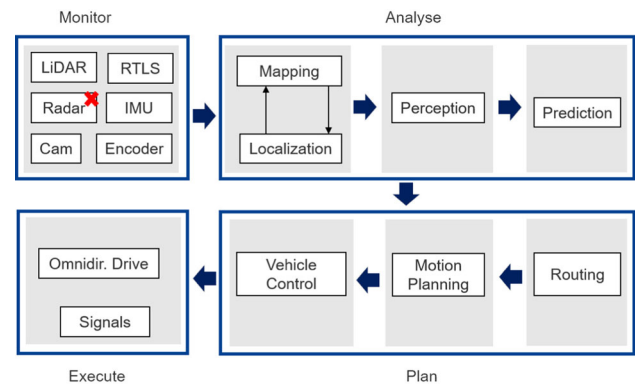 Monitor
Analyse
LiDAR
RTLS
Radar
IMU
Cam
Encoder
Mapping
Localization
Perception
Prediction
Omnidir. Drive
Signals
Vehicle
Control
Motion
Planning
Routing
Execute
Plan